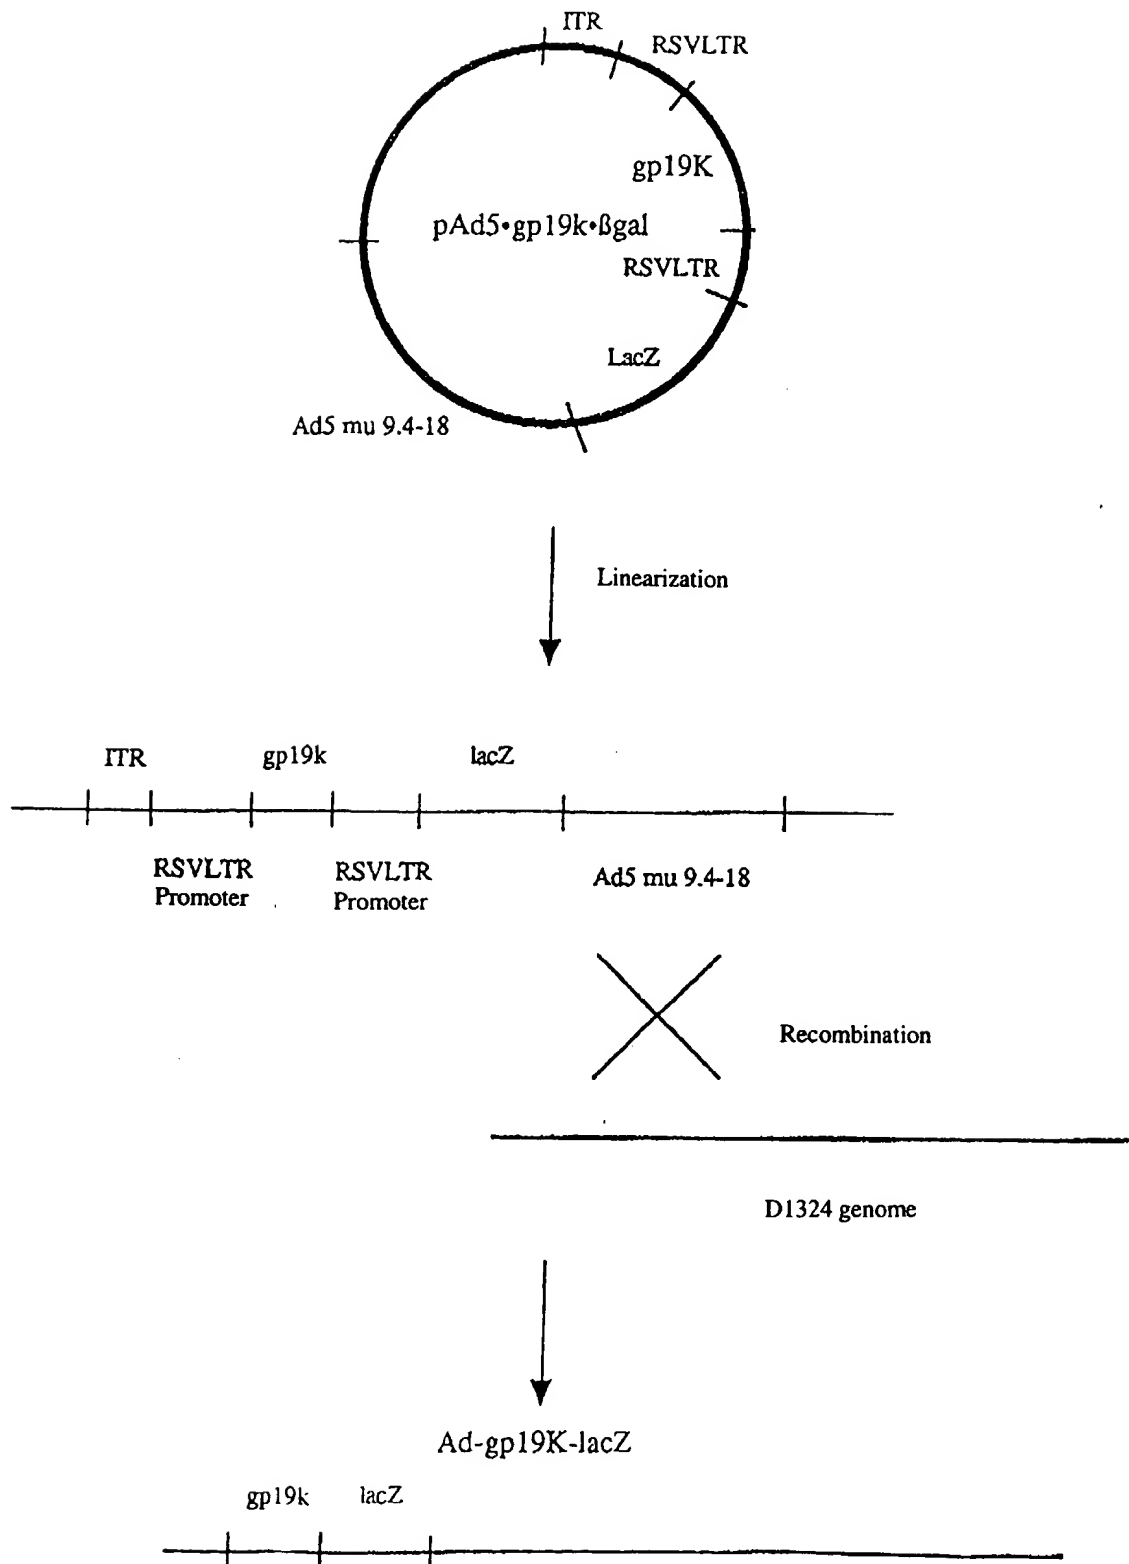 ITR
RSVLTR
gp19K
pAd5•gp19k•βgal
RSVLTR
LacZ
Ad5 mu 9.4-18
Linearization
ITR
gp19k
lacZ
RSVLTR
Promoter
RSVLTR
Promoter
Ad5 mu 9.4-18
Recombination
D1324 genome
Ad-gp19K-lacZ
gp19k
lacZ